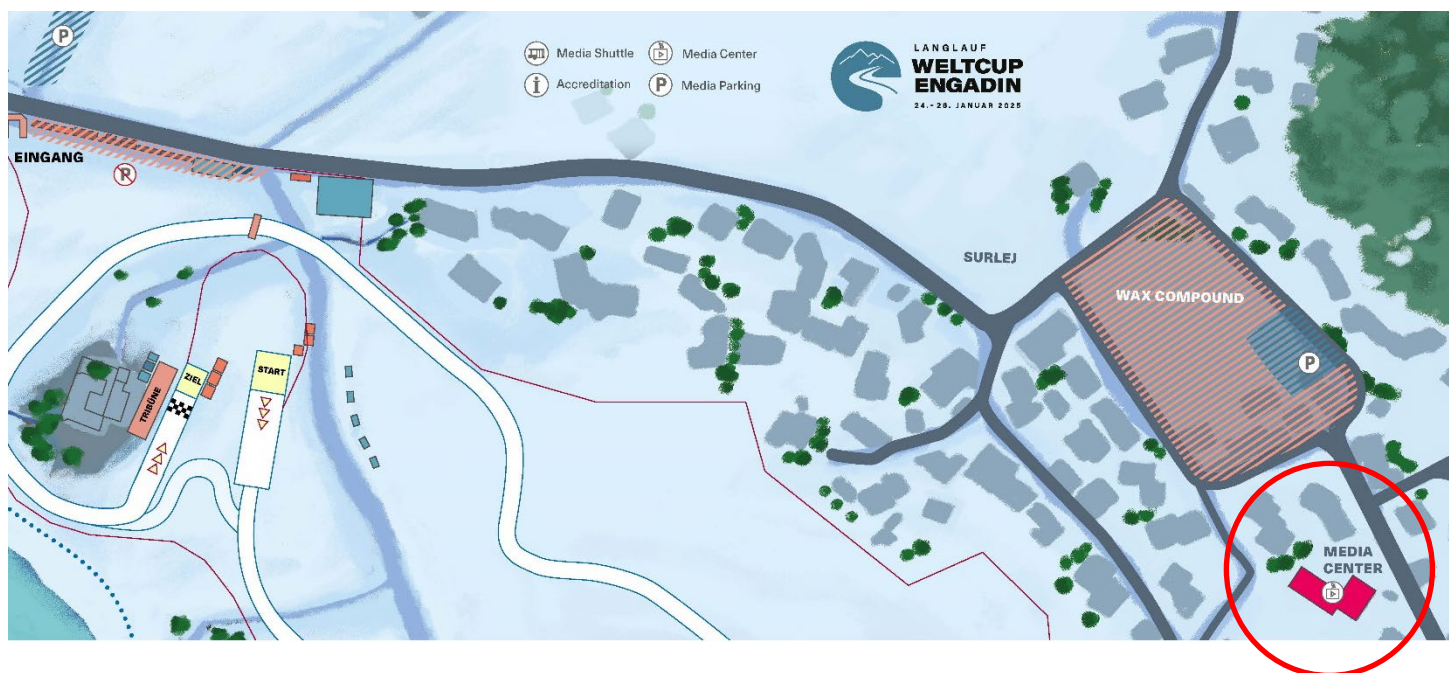 P
Media Shuttle
Media Center
i
Accreditation
P
Media Parking
LANGLAUF
WELTCUP
ENGADIN
24.-26. JANUAR 2025
EINGANG
P
SURLEJ
WAX COMPOUND
P
ZIEL
START
TRIBÜNE
MEDIA
CENTER